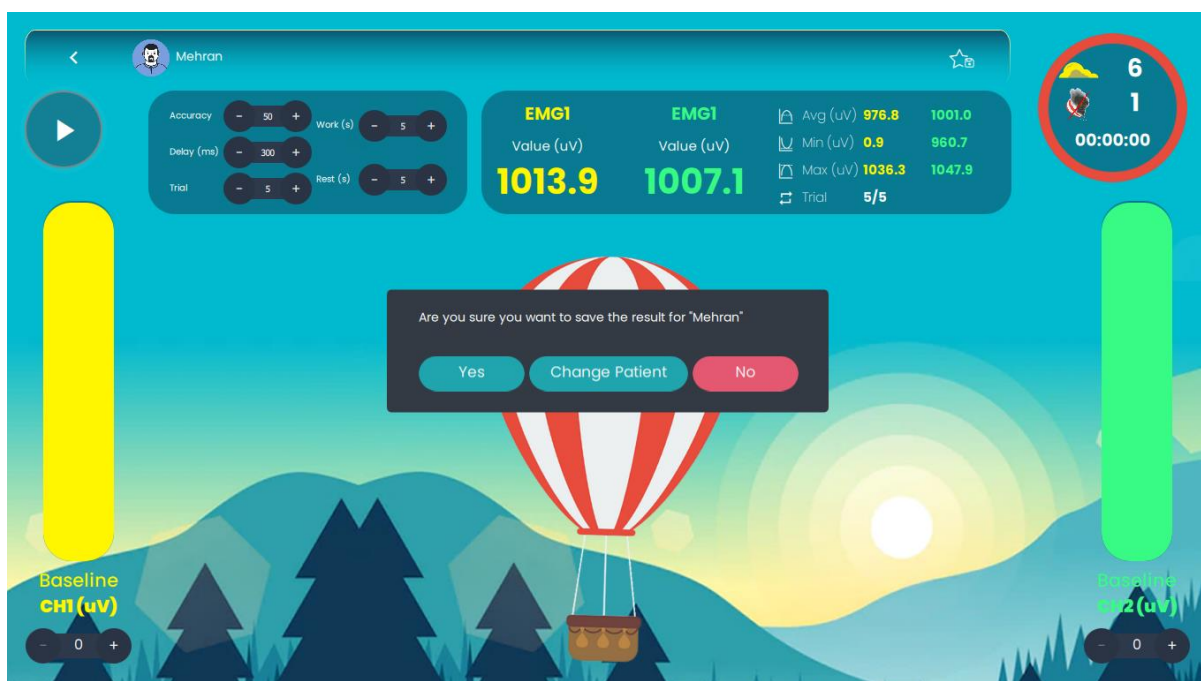 Mehran
6
1
00:00:00
Accuracy - 50 +
Delay (ms) - 300 +
Trial - 5 +
Work (s) - 5 +
Rest (s) - 5 +
EMG1
Value (uV)
1013.9
EMG1
Value (uV)
1007.1
Avg (uV) 976.8 1001.0
Min (uV) 0.9 960.7
Max (uV) 1036.3 1047.9
Trial 5/5
Are you sure you want to save the result for "Mehran"
Yes Change Patient No
Baseline
CH1 (uV)
- 0 +
Baseline
CH2 (uV)
- 0 +